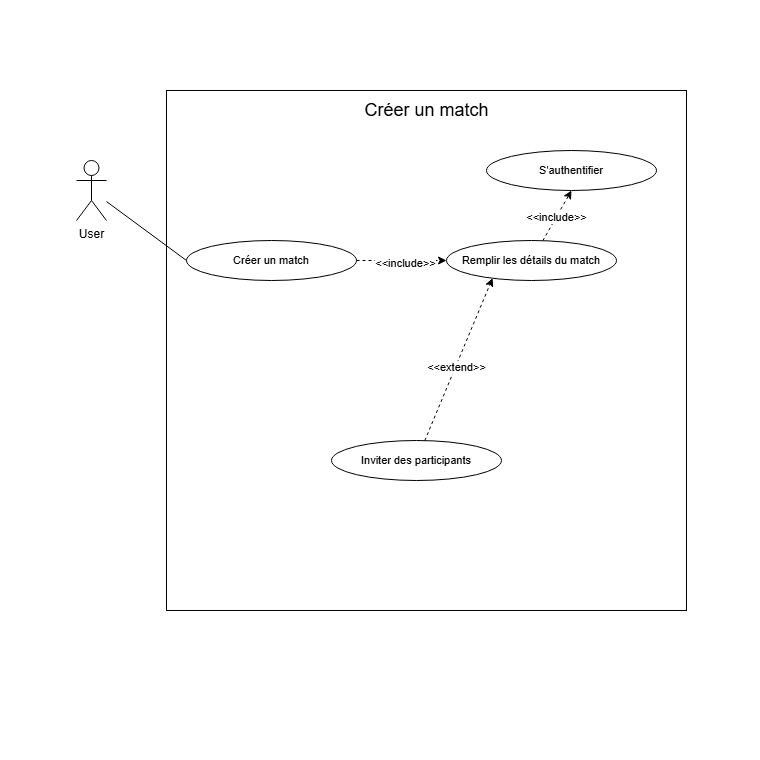 Créer un match
S'authentifier
<<include>>
User
Créer un match
<<include>>
Remplir les détails du match
<<extend>>
Inviter des participants